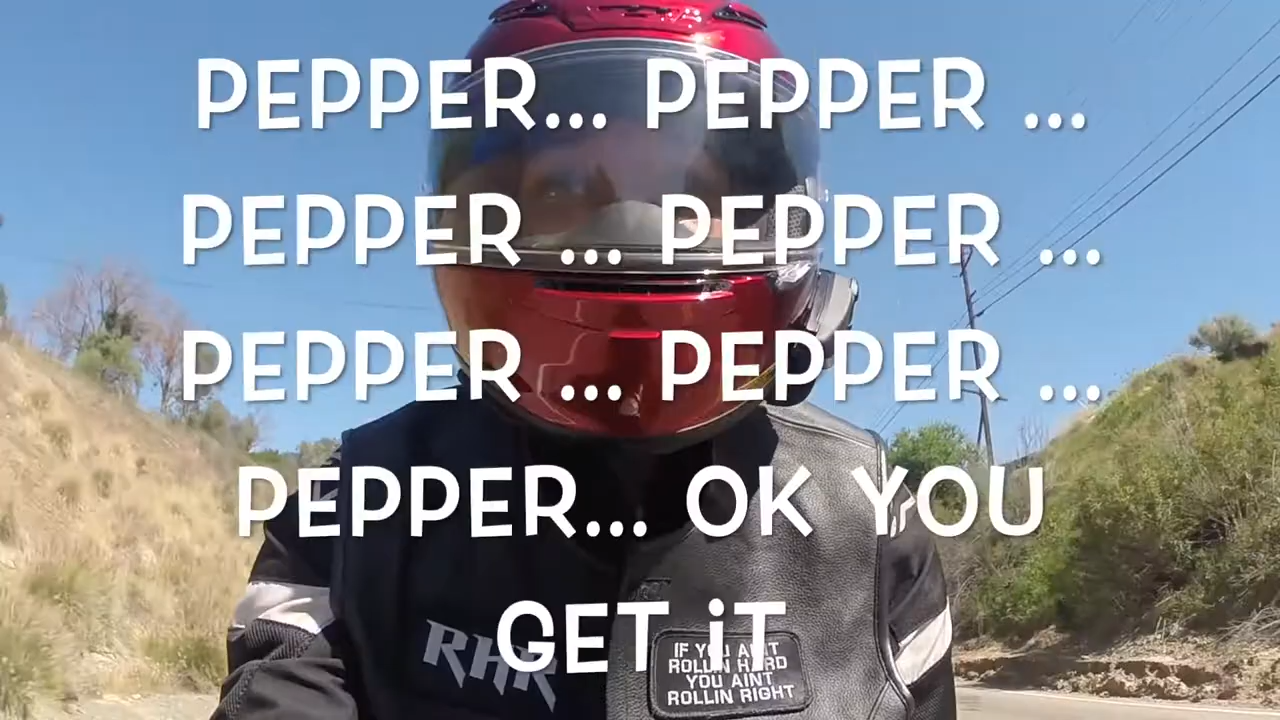 PEPPER... PEPPER ...
PEPPER ... PEPPER ...
PEPPER ... PEPPER ...
PEPPER... OK YOU
GET iT
RHR
IF YOU AINT
ROLLIN HARD
YOU AINT
ROLLIN RIGHT